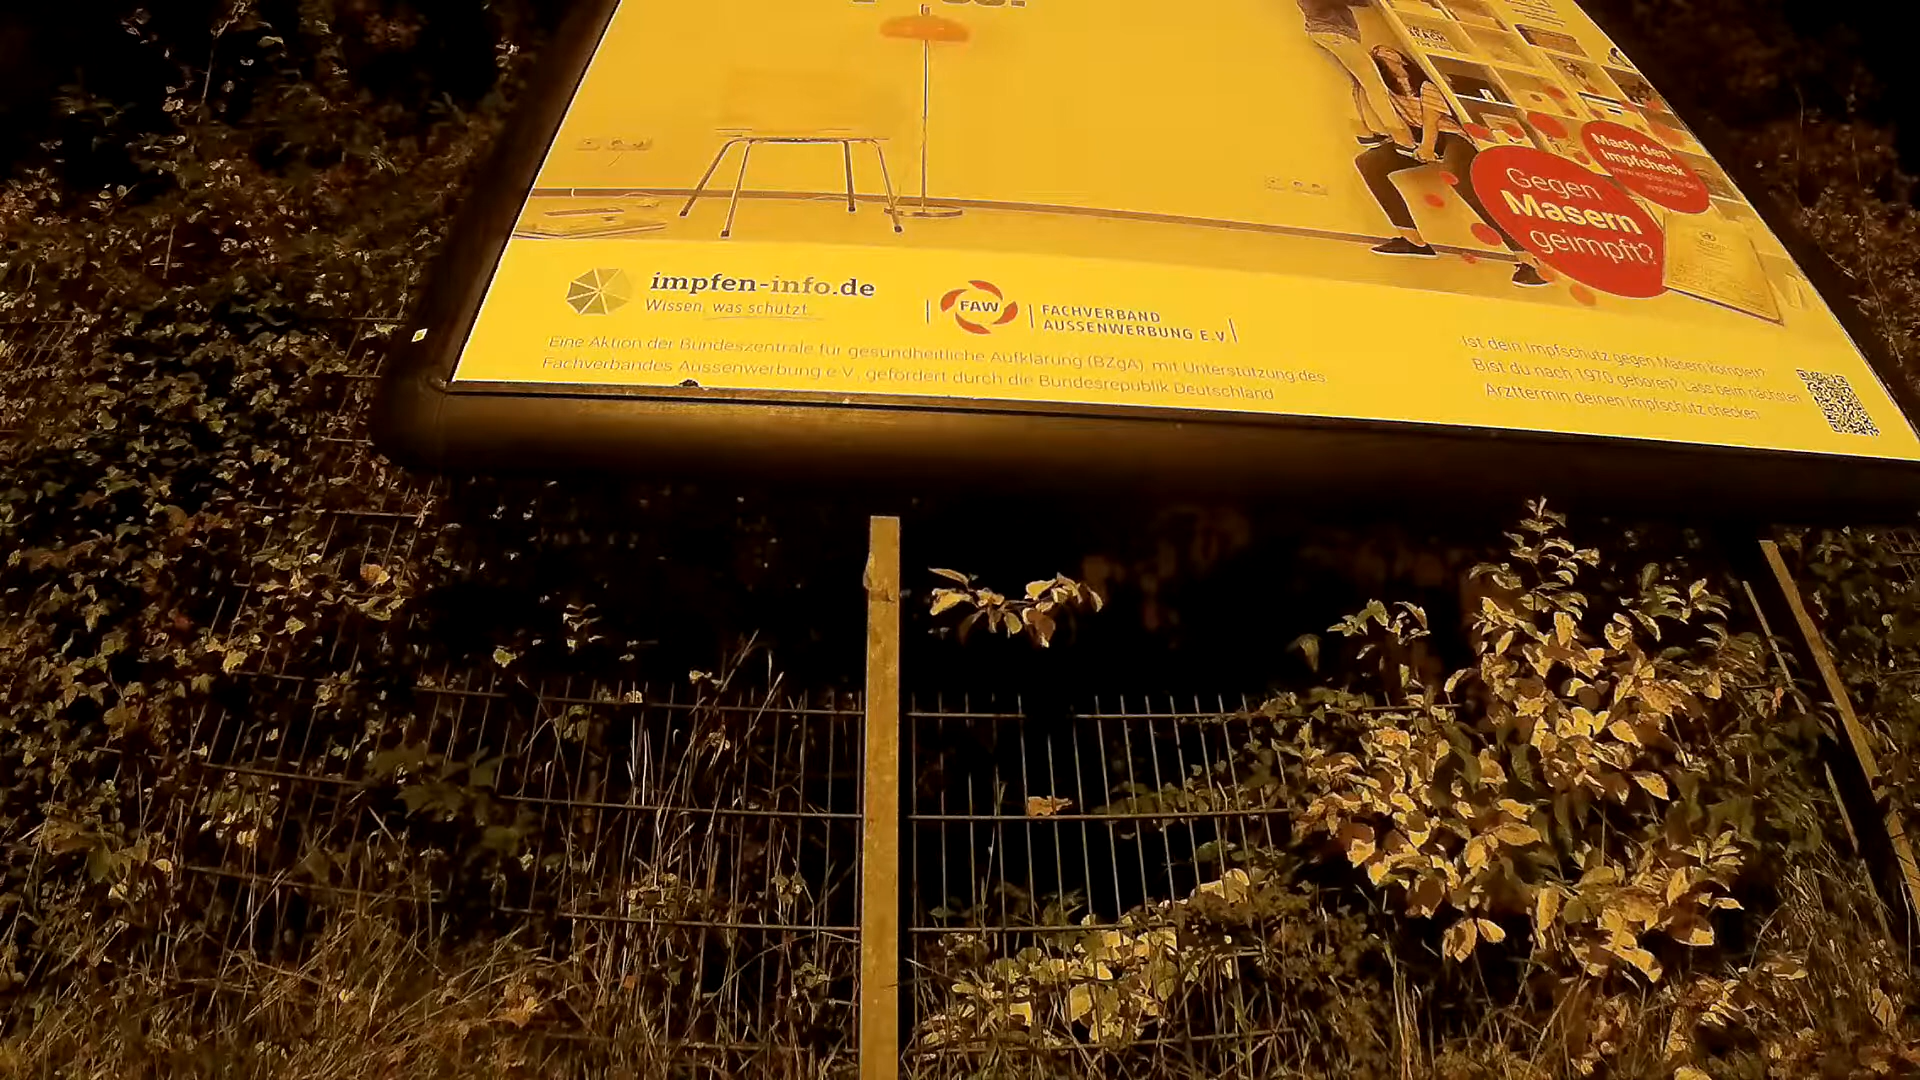 Mach den
Impfcheck
Gegen
Masern
geimpft?
impfen-info.de
Wissen, was schützt.
FAW
FACHVERBAND
AUSSENWERBUNG E.V.
Eine Aktion der Bundeszentrale für gesundheitliche Aufklärung (BZgA), mit Unterstützung des
Fachverbandes Aussenwerbung e.V., gefördert durch die Bundesrepublik Deutschland
Ist dein Impfschutz gegen Masern komplett?
Bist du nach 1970 geboren? Lass beim nächsten
Arzttermin deinen Impfschutz checken.